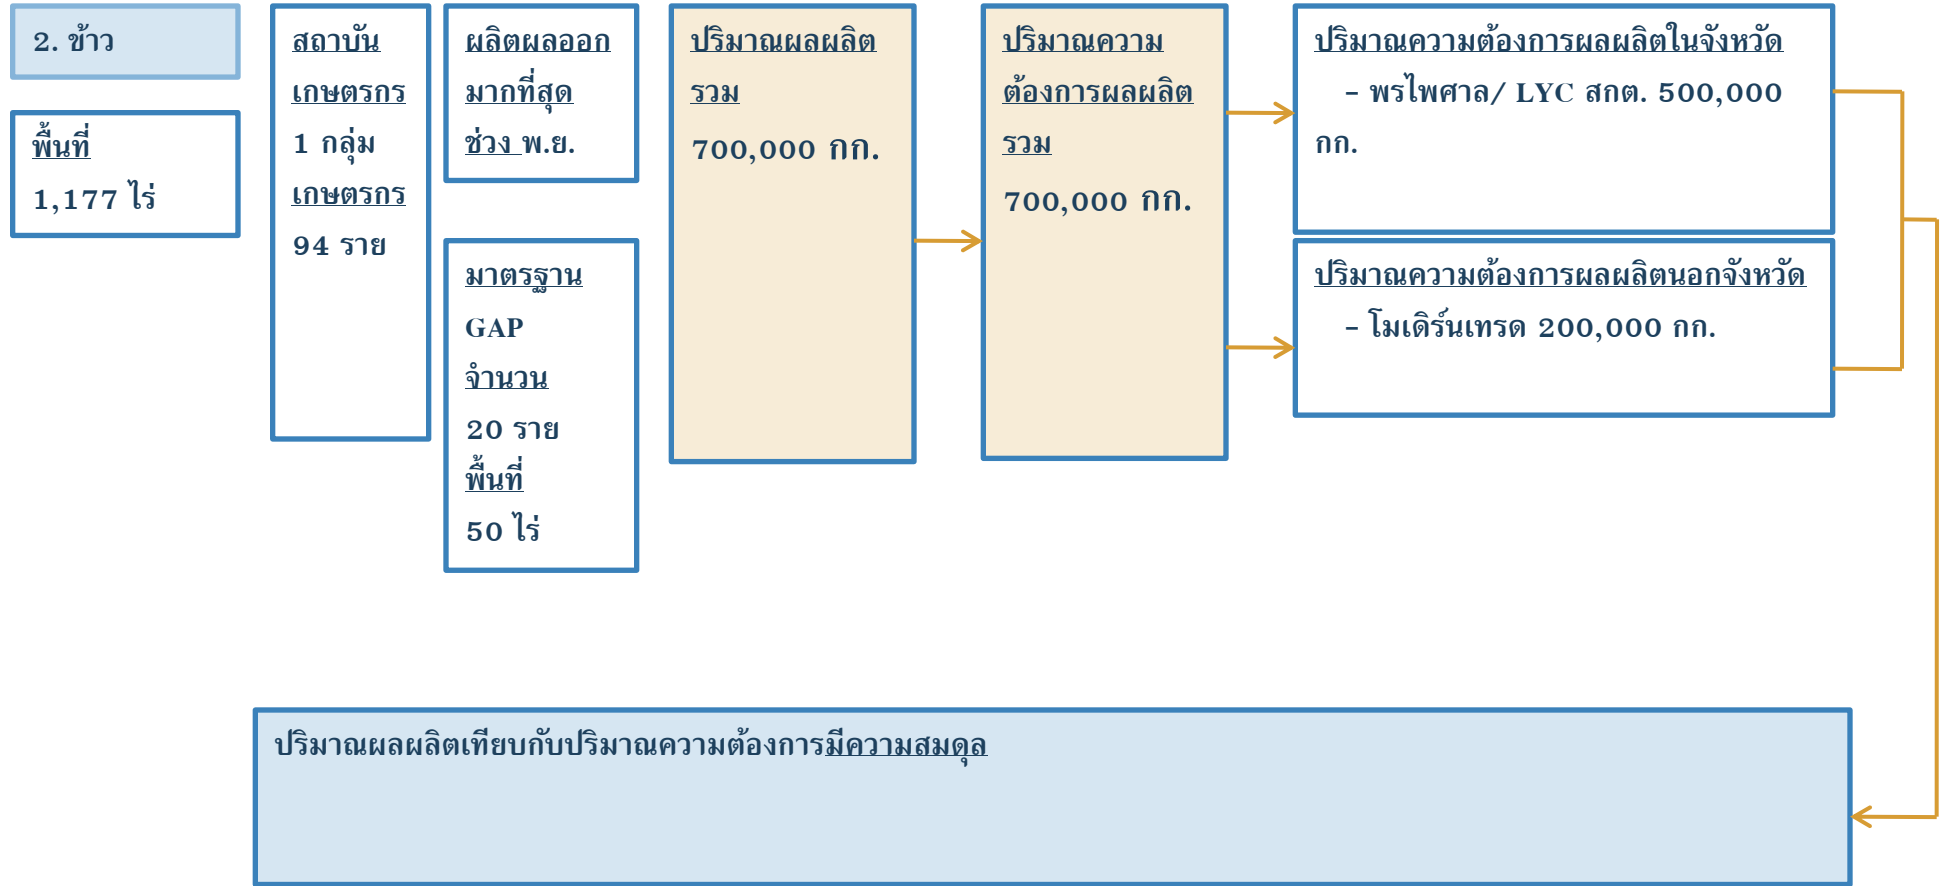 2. ข้าว
พื้นที่
1,177 ไร่
สถาบัน
เกษตรกร
1 กลุ่ม
เกษตรกร
94 ราย
ผลิตผลออก
มากที่สุด
ช่วง พ.ย.
มาตรฐาน
GAP
จำนวน
20 ราย
พื้นที่
50 ไร่
ปริมาณผลผลิต
รวม
700,000 กก.
ปริมาณความ
ต้องการผลผลิต
รวม
700,000 กก.
ปริมาณความต้องการผลผลิตในจังหวัด
- พรไพศาล/ LYC สกต. 500,000
กก.
ปริมาณความต้องการผลผลิตนอกจังหวัด
- โมเดิร์นเทรด 200,000 กก.
ปริมาณผลผลิตเทียบกับปริมาณความต้องการมีความสมดุล